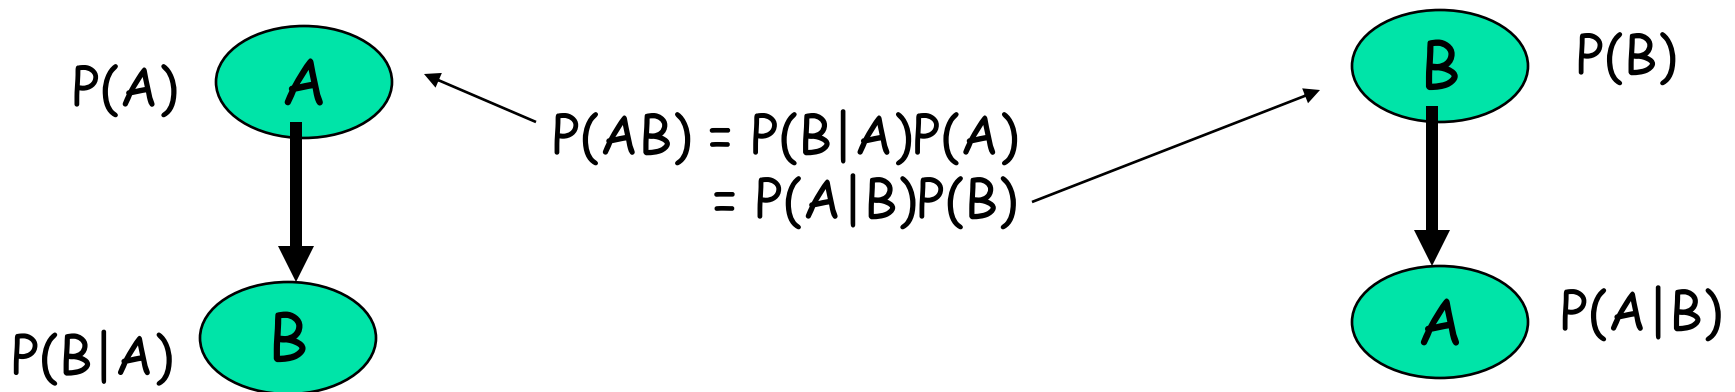 P(A)
A
P(AB) = P(B|A)P(A)
= P(A|B)P(B)
B
P(B|A)
B
P(B)
A
P(A|B)